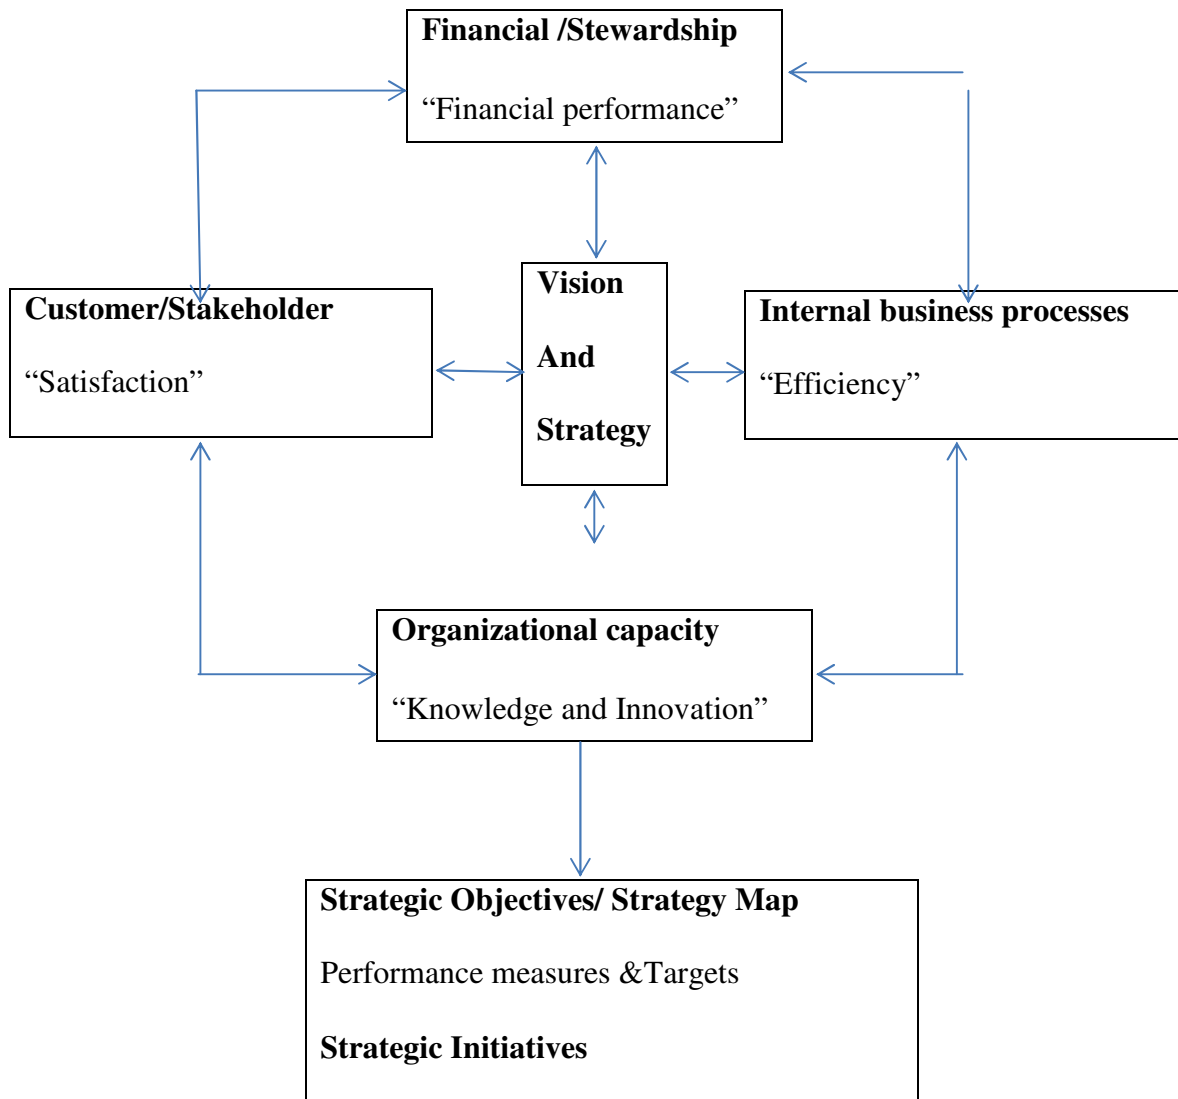 Financial /Stewardship
“Financial performance”
Customer/Stakeholder
“Satisfaction”
Vision
And
Strategy
Internal business processes
“Efficiency”
Organizational capacity
“Knowledge and Innovation”
Strategic Objectives/ Strategy Map
Performance measures &Targets
Strategic Initiatives